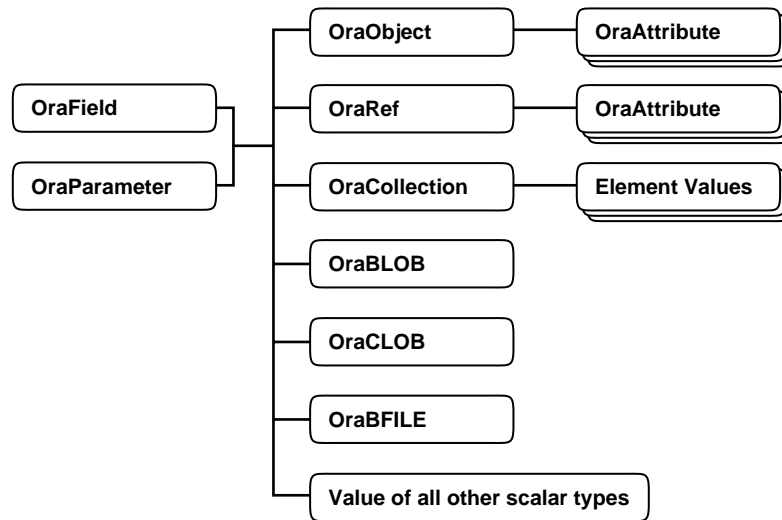 OraObject
OraAttribute
OraField
OraRef
OraAttribute
OraParameter
OraCollection
Element Values
OraBLOB
OraCLOB
OraBFILE
Value of all other scalar types